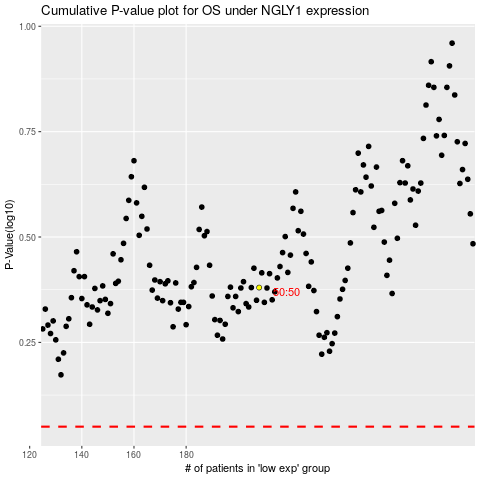 Cumulative P-value plot for OS under NGLY1 expression
1.00
0.75
0.50
0.25
P-Value(log10)
50:50
120 140 160 180
# of patients in 'low exp' group